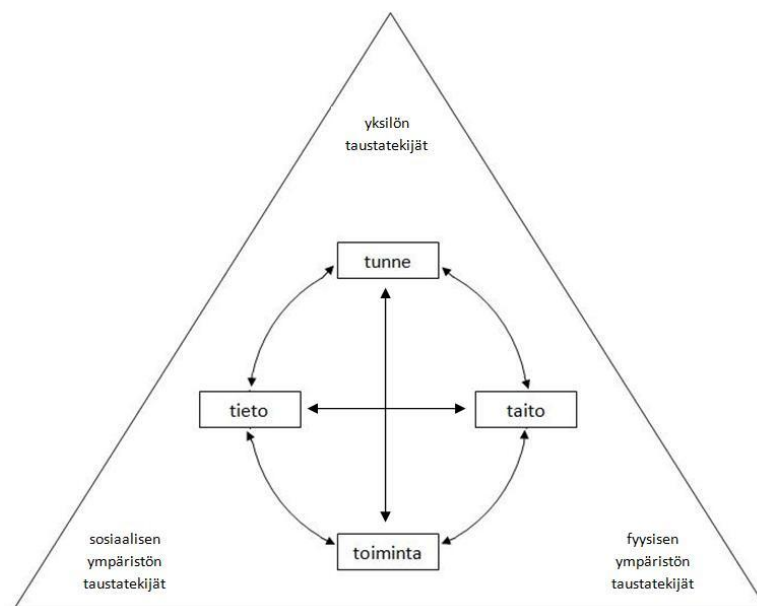 yksilön
taustatekijät
tunne
tieto
taito
toiminta
sosiaalisen
ympäristön
taustatekijät
fyysisen
ympäristön
taustatekijät